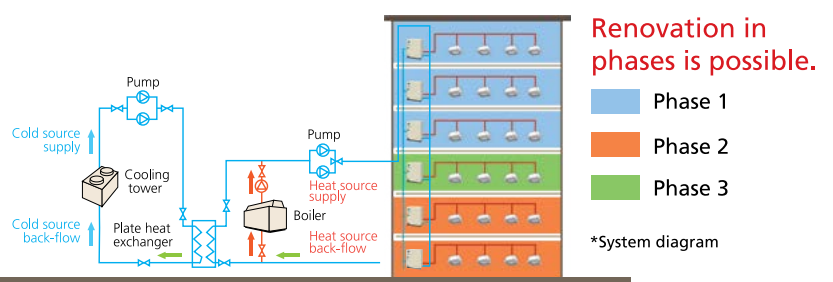 Renovation in
phases is possible.
Phase 1
Phase 2
Phase 3
*System diagram
Pump
Cold source
supply
Cooling
tower
Cold source
back-flow
Plate heat
exchanger
Pump
Heat source
supply
Boiler
Heat source
back-flow